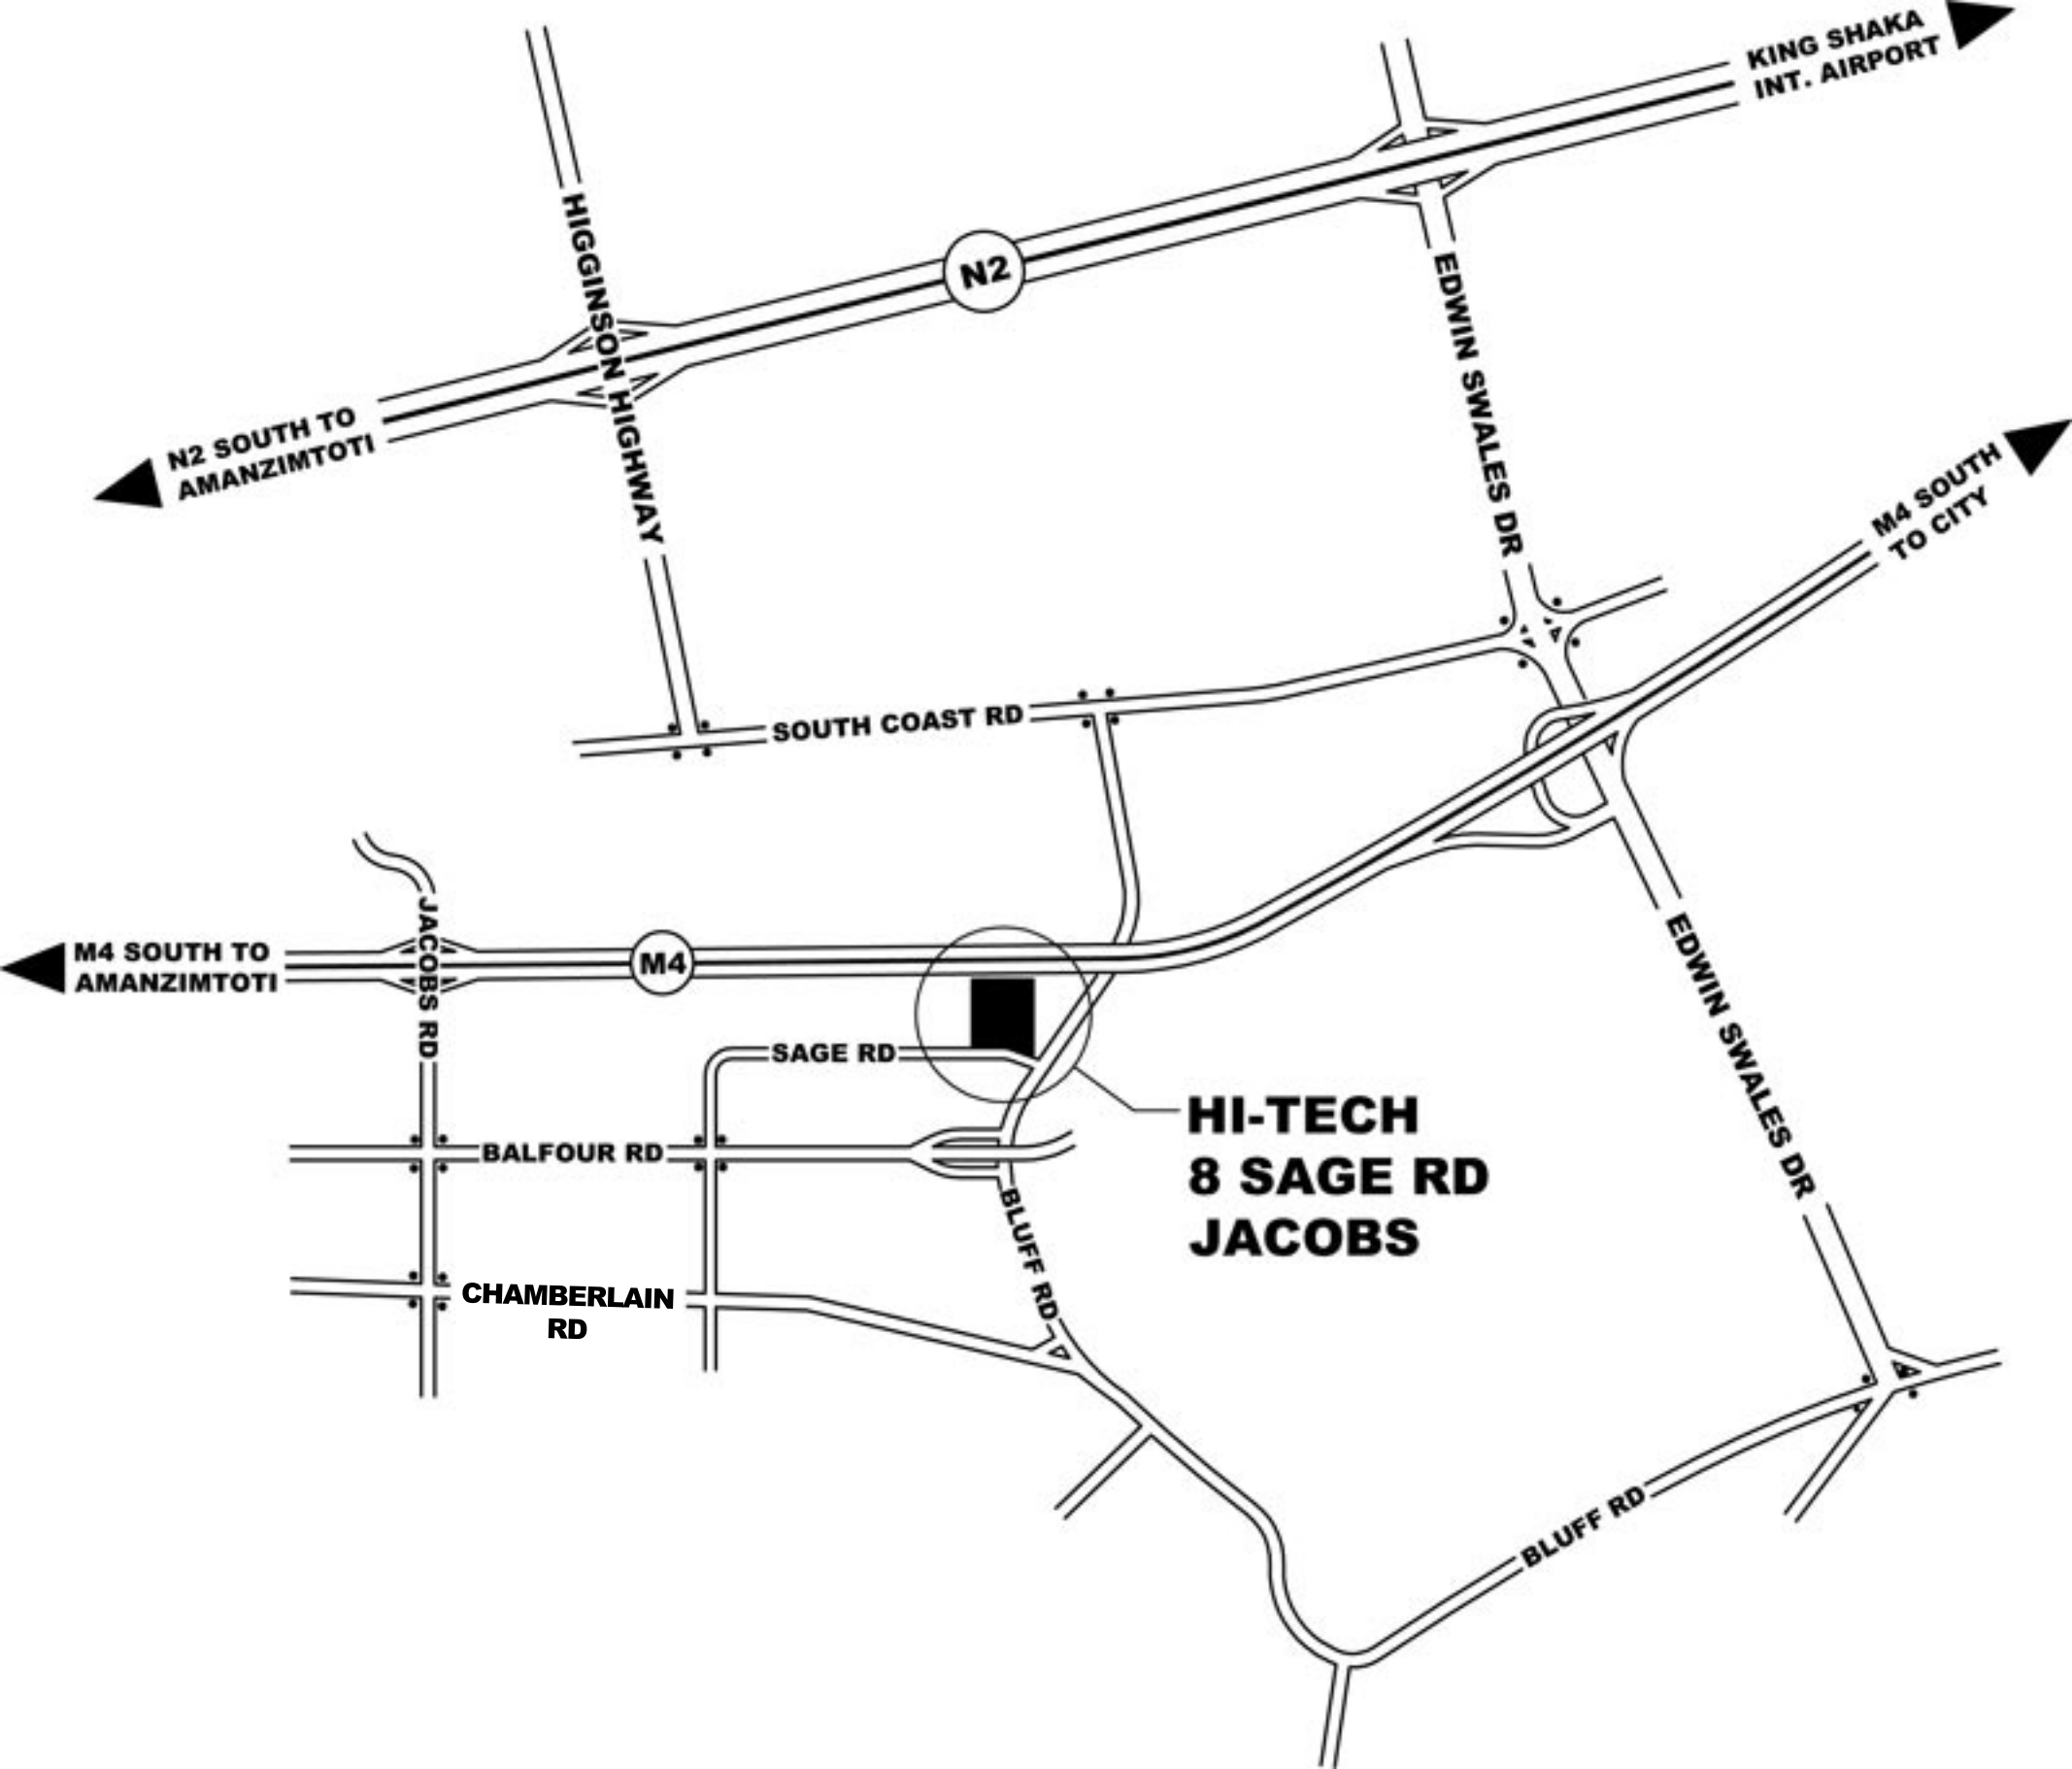 KING SHAKA
INT. AIRPORT
HIGGINSON HIGHWAY
N2
EDWIN SWALES DR
N2 SOUTH TO
AMANZIMTOTI
M4 SOUTH
TO CITY
SOUTH COAST RD
JACOBS RD
M4 SOUTH TO
AMANZIMTOTI
M4
EDWIN SWALES DR
SAGE RD
HI-TECH
8 SAGE RD
JACOBS
BALFOUR RD
BLUFF RD
CHAMBERLAIN
RD
BLUFF RD